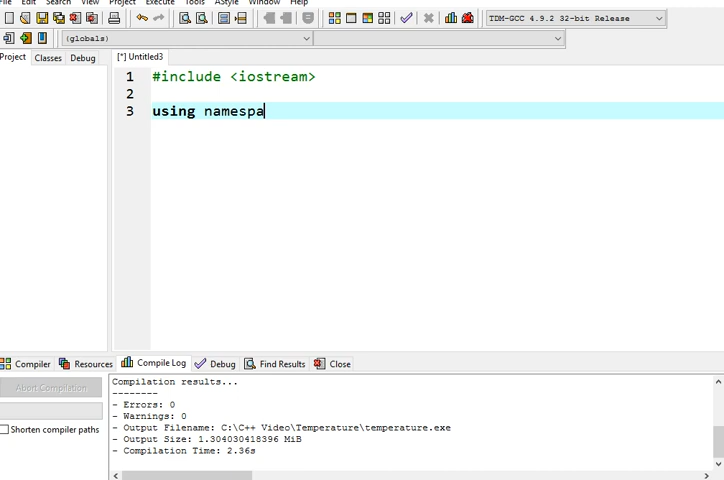 File Edit Search View Project Execute Tools AStyle Window Help
TDM-GCC 4.9.2 32-bit Release
(globals)
Project Classes Debug [*] Untitled3
1 #include <iostream>
2
3 using namespa
Compiler Resources Compile Log Debug Find Results Close
Abort Compilation
Shorten compiler paths
Compilation results...
--------
- Errors: 0
- Warnings: 0
- Output Filename: C:\C++ Video\Temperature\temperature.exe
- Output Size: 1.304030418396 MiB
- Compilation Time: 2.36s